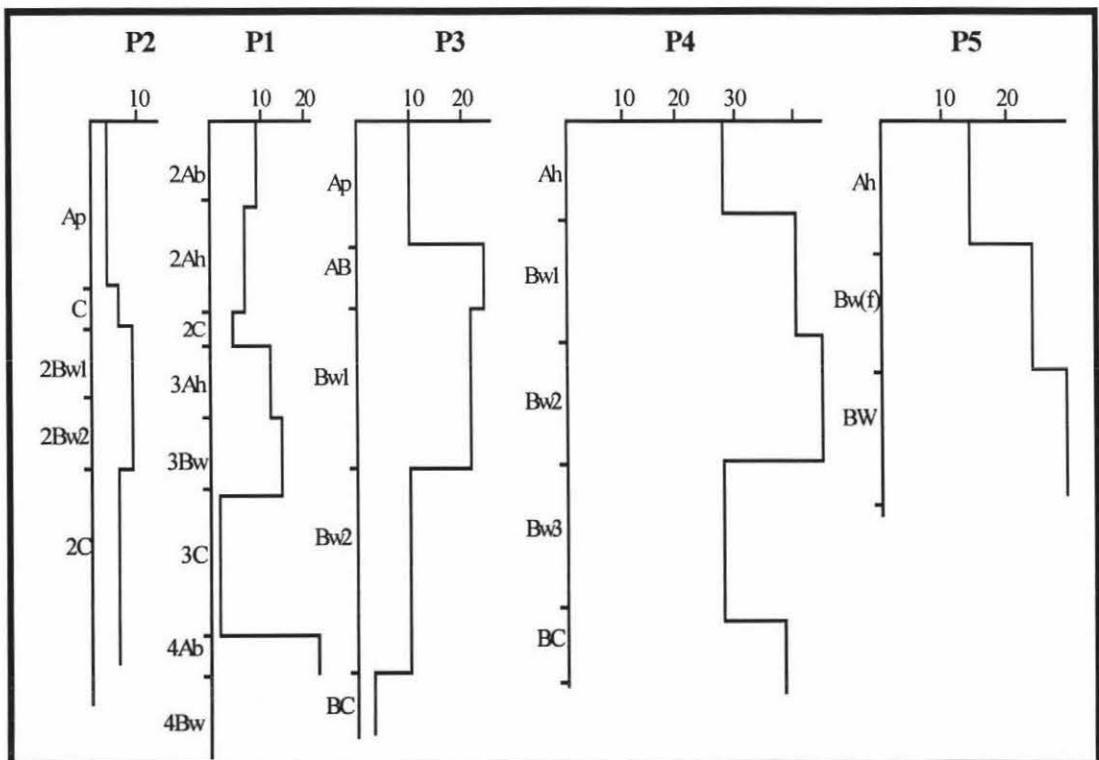 P2 P1 P3 P4 P5
10 10 20 10 20 10 20 30 10 20
Ap
C
2Bw1
2Bw2
2C
2Ab
2Ah
2C
3Ah
3Bw
3C
4Ab
4Bw
Ap
AB
Bw1
Bw2
BC
Ah
Bw1
Bw2
Bw3
BC
Ah
Bw(f)
BW